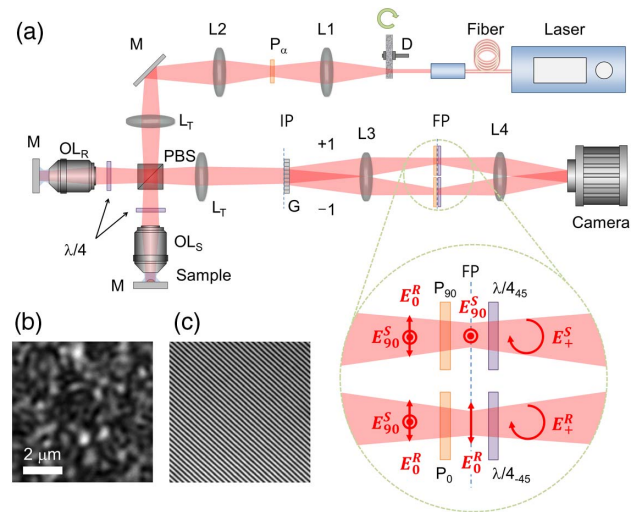 (a)
M
L2
Pα
L1
D
Fiber
Laser
LT
M
OLR
PBS
IP
+1
L3
FP
L4
LT
G
−1
λ/4
OLS
Camera
M
Sample
(b)
2 μm
(c)
FP
P90
λ/445
E0R
E90S
E90S
E+S
E90S
E0R
E+R
E0R
P0
λ/4-45